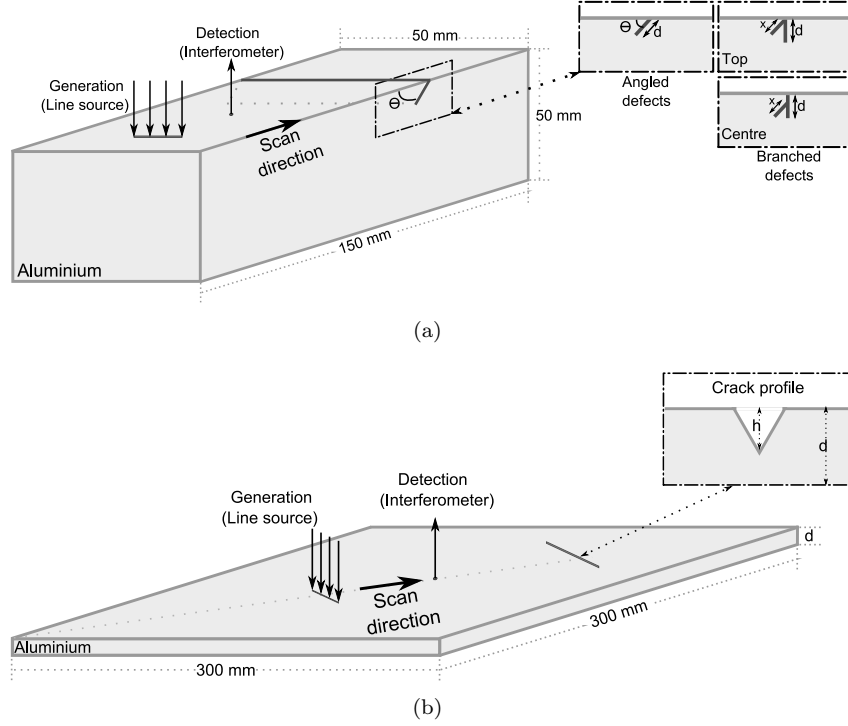 50 mm
Detection
(Interferometer)
Generation
(Line source)
Θ
Scan
direction
50 mm
150 mm
Aluminium
Θ
d
Angled
defects
x
d
Top
x
d
Centre
Branched
defects
(a)
Crack profile
h
d
Detection
(Interferometer)
Generation
(Line source)
Scan
direction
d
300 mm
Aluminium
300 mm
(b)